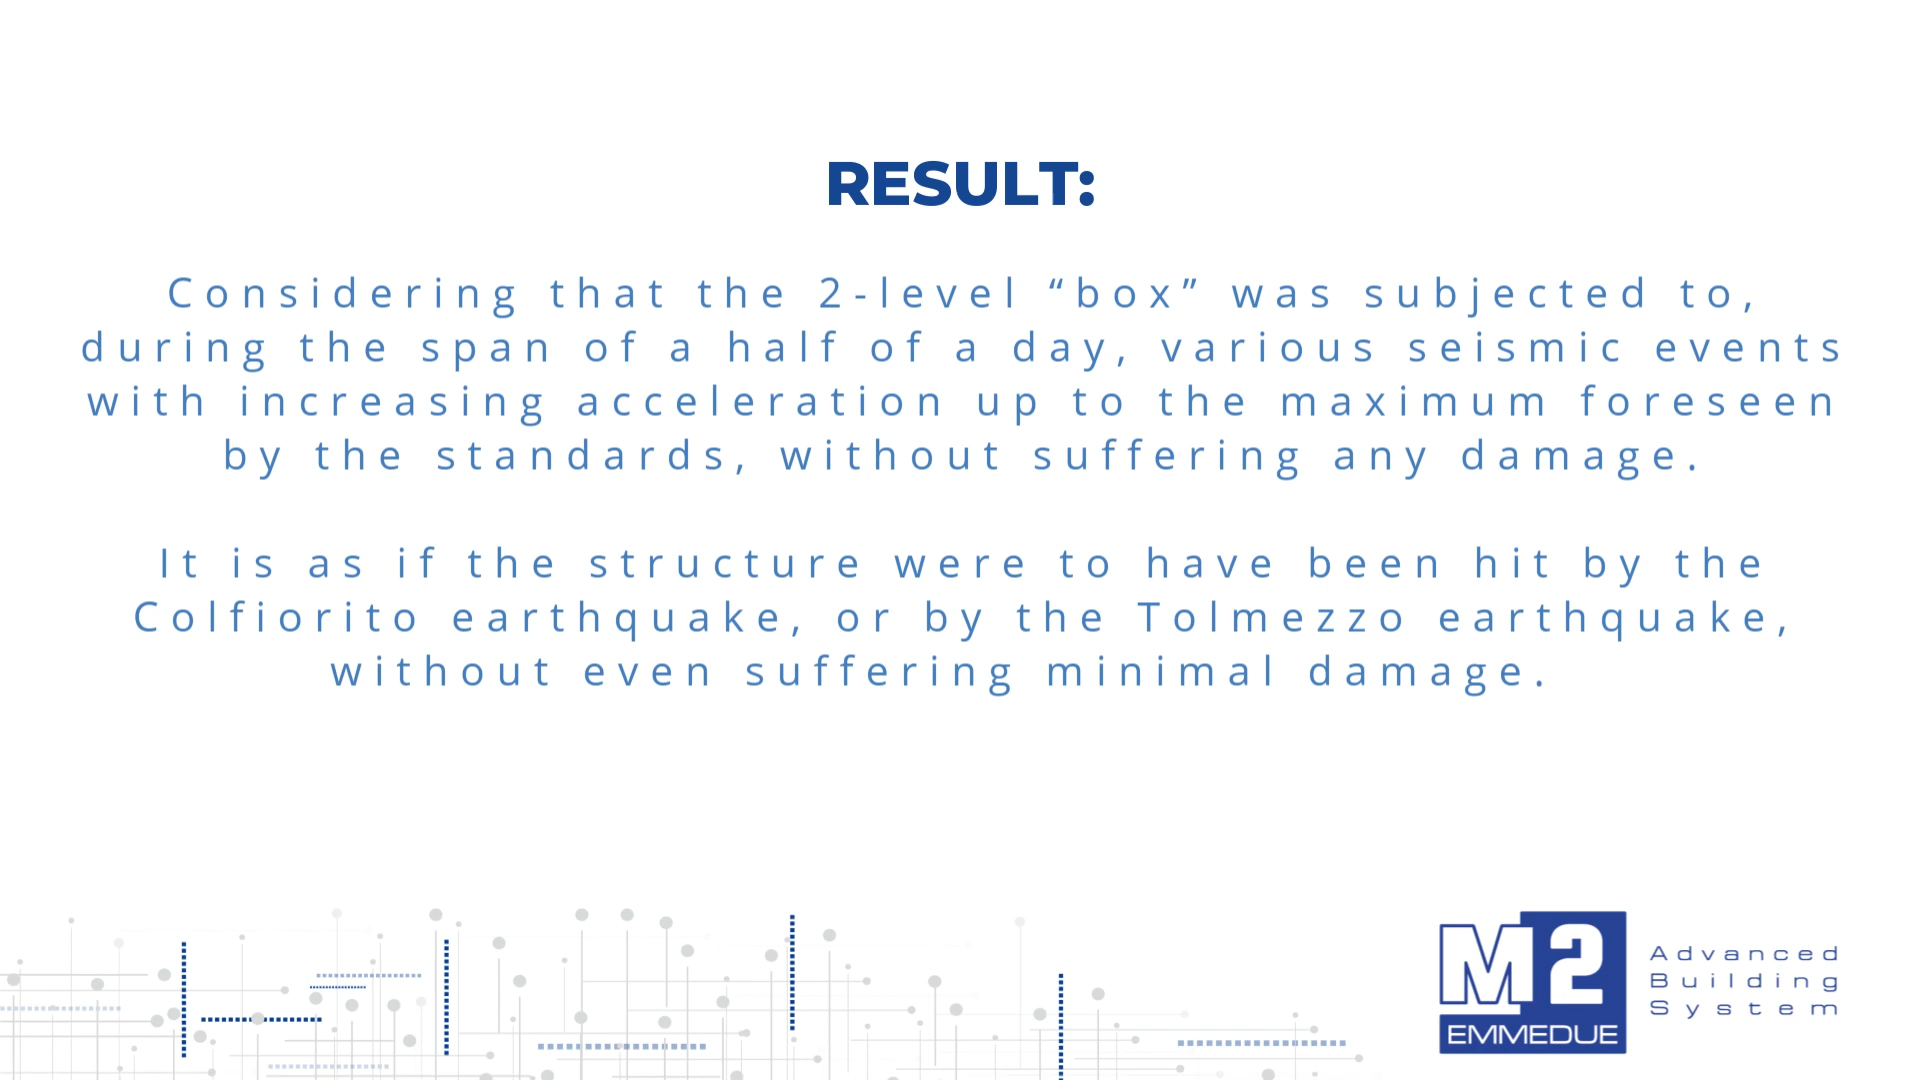 RESULT:
Considering that the 2-level “box” was subjected to,
during the span of a half of a day, various seismic events
with increasing acceleration up to the maximum foreseen
by the standards, without suffering any damage.
It is as if the structure were to have been hit by the
Colfiorito earthquake, or by the Tolmezzo earthquake,
without even suffering minimal damage.
M2
EMMEDUE
Advanced
Building
System